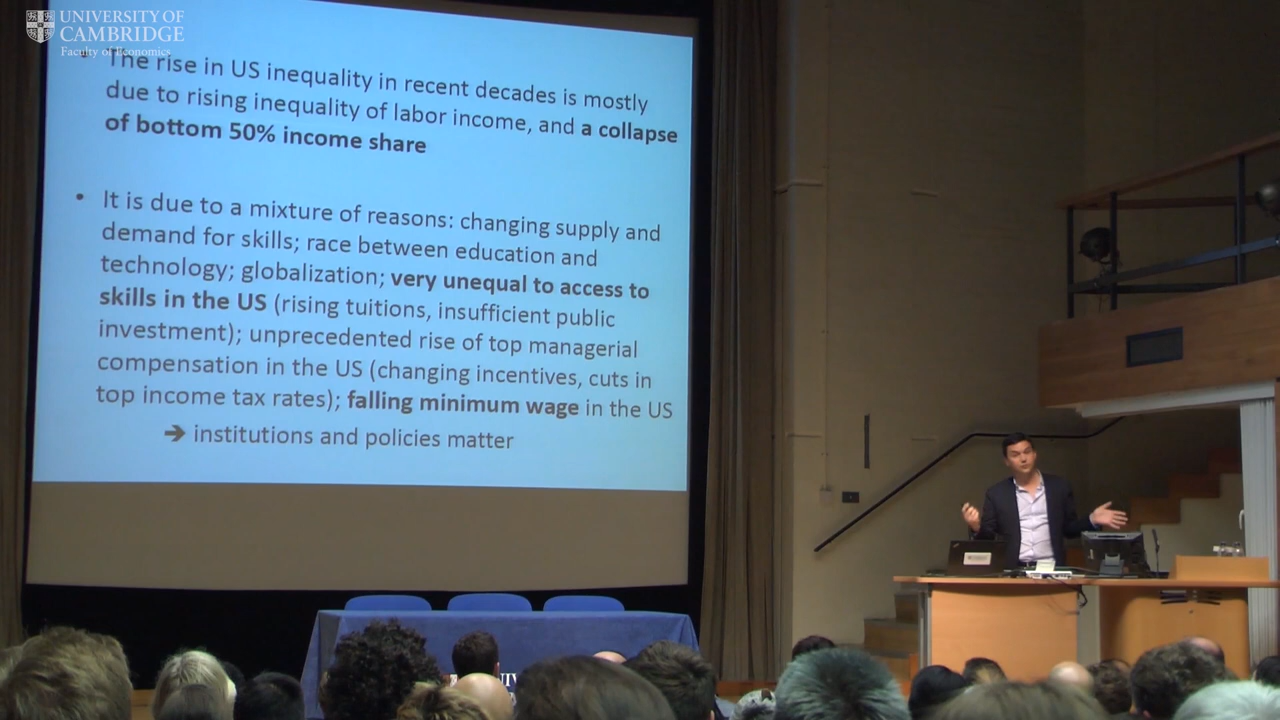 UNIVERSITY OF
CAMBRIDGE
Faculty of Economics
The rise in US inequality in recent decades is mostly
due to rising inequality of labor income, and a collapse
of bottom 50% income share
• It is due to a mixture of reasons: changing supply and
demand for skills; race between education and
technology; globalization; very unequal to access to
skills in the US (rising tuitions, insufficient public
investment); unprecedented rise of top managerial
compensation in the US (changing incentives, cuts in
top income tax rates); falling minimum wage in the US
➔ institutions and policies matter